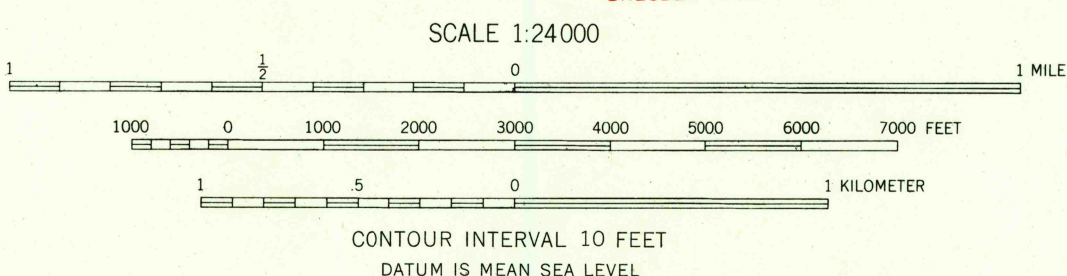 SCALE 1:24000
1 1/2 0 1 MILE
1000 0 1000 2000 3000 4000 5000 6000 7000 FEET
1 .5 0 1 KILOMETER
CONTOUR INTERVAL 10 FEET
DATUM IS MEAN SEA LEVEL